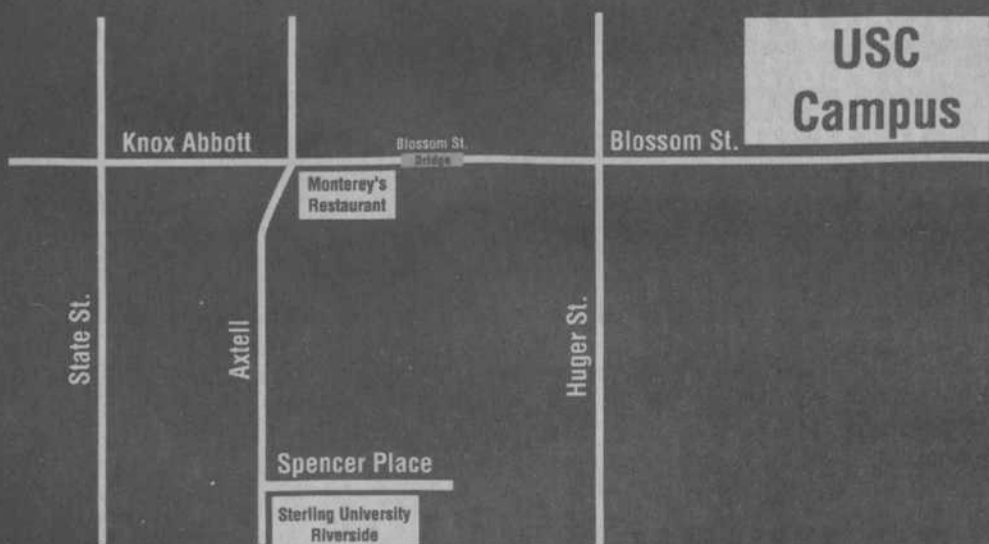 USC
Campus
Knox Abbott
Blossom St.
Bridge
Blossom St.
Monterey's
Restaurant
State St.
Axtell
Huger St.
Spencer Place
Sterling University
Riverside